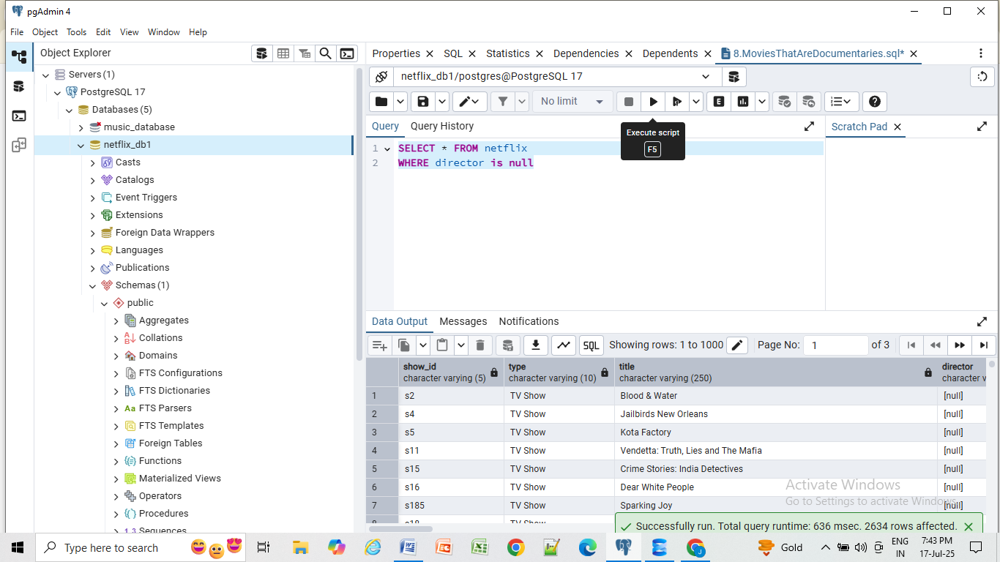 pgAdmin 4
File Object Tools Edit View Window Help
Object Explorer
Servers (1)
PostgreSQL 17
Databases (5)
music_database
netflix_db1
Casts
Catalogs
Event Triggers
Extensions
Foreign Data Wrappers
Languages
Publications
Schemas (1)
public
Aggregates
Collations
Domains
FTS Configurations
FTS Dictionaries
Aa FTS Parsers
FTS Templates
Foreign Tables
Functions
Materialized Views
Operators
Procedures
1..3 Sequences
Properties SQL Statistics Dependencies Dependents 8.MoviesThatAreDocumentaries.sql*
netflix_db1/postgres@PostgreSQL 17
No limit
E
Execute script
F5
Query Query History
Scratch Pad
1 SELECT * FROM netflix
2 WHERE director is null
Data Output Messages Notifications
SQL Showing rows: 1 to 1000 Page No: 1 of 3
show_id type title director
character varying (5) character varying (10) character varying (250) character v
1 s2 TV Show Blood & Water [null]
2 s4 TV Show Jailbirds New Orleans [null]
3 s5 TV Show Kota Factory [null]
4 s11 TV Show Vendetta: Truth, Lies and The Mafia [null]
5 s15 TV Show Crime Stories: India Detectives [null]
6 s16 TV Show Dear White People [null]
7 s185 TV Show Sparking Joy [null]
8 s18 TV Show
Activate Windows
Go to Settings to activate Windows.
Successfully run. Total query runtime: 636 msec. 2634 rows affected.
Type here to search
Gold
ENG
IN
7:43 PM
17-Jul-25